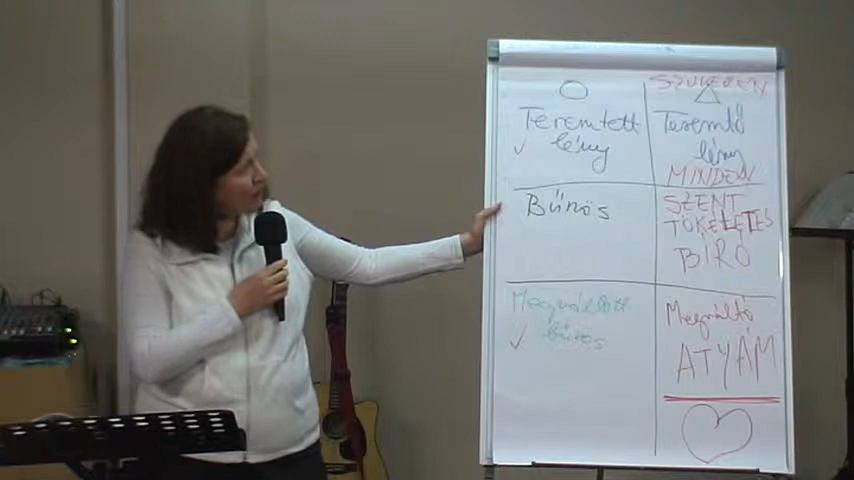 Teremtett
lény
Bűnös
Megváltott
bűnös
SZUVERÉN
Teremtő
lény
MINDEN
SZENT
TÖKÉLETES
BÍRÓ
Megváltó
ATYÁM